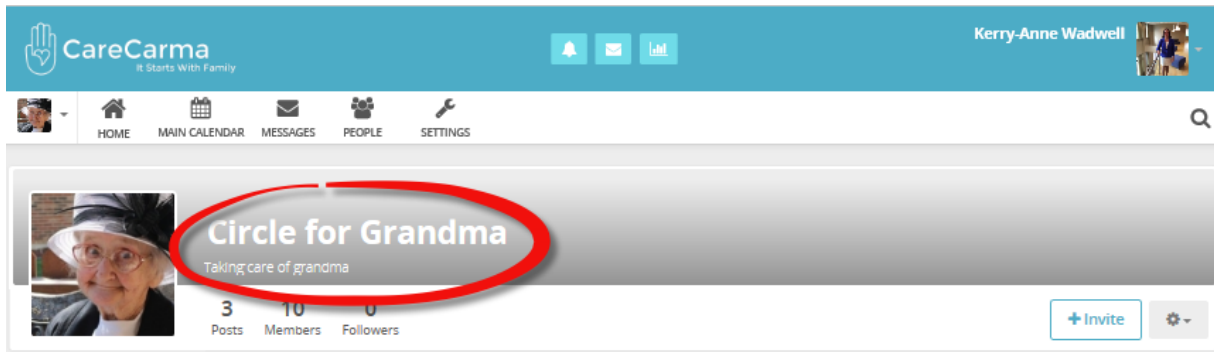 CareCarma
It Starts With Family
Kerry-Anne Wadwell
HOME MAIN CALENDAR MESSAGES PEOPLE SETTINGS
Circle for Grandma
Taking care of grandma
3 10 0
Posts Members Followers
+Invite